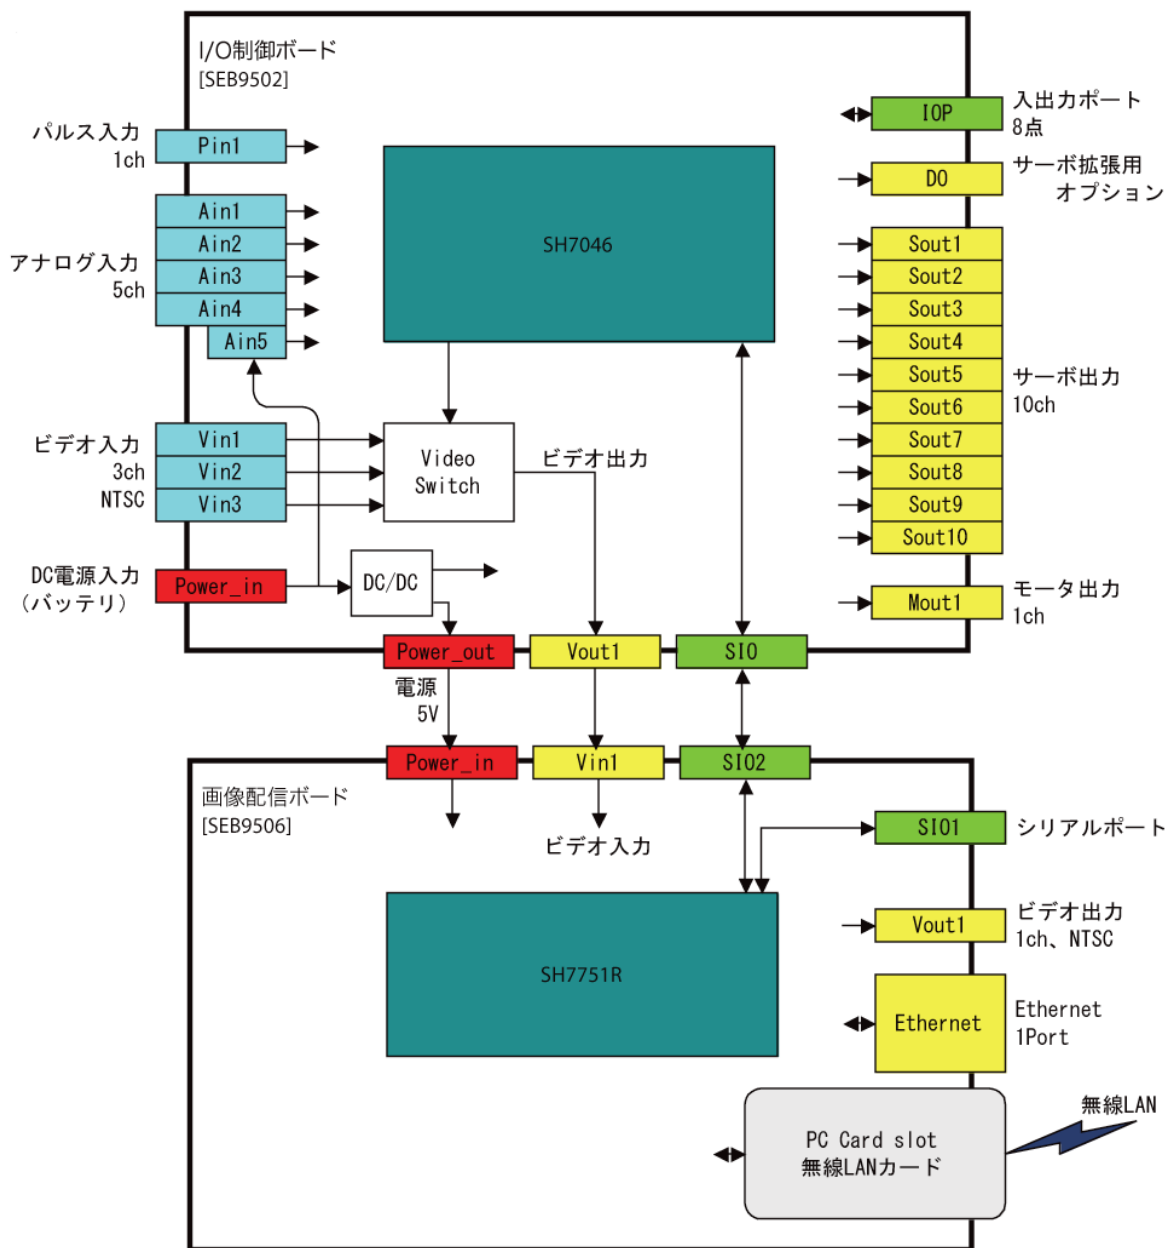 I/O制御ボード
[SEB9502]
パルス入力
1ch
Pin1
アナログ入力
5ch
Ain1
Ain2
Ain3
Ain4
Ain5
SH7046
IOP
入出力ポート
8点
DO
サーボ拡張用
オプション
Sout1
Sout2
Sout3
Sout4
Sout5
Sout6
Sout7
Sout8
Sout9
Sout10
サーボ出力
10ch
ビデオ入力
3ch
NTSC
Vin1
Vin2
Vin3
Video
Switch
ビデオ出力
DC電源入力
(バッテリ)
Power_in
DC/DC
Mout1
モータ出力
1ch
Power_out
Vout1
SIO
電源
5V
Power_in
Vin1
SIO2
画像配信ボード
[SEB9506]
ビデオ入力
SIO1
シリアルポート
SH7751R
Vout1
ビデオ出力
1ch、NTSC
Ethernet
Ethernet
1Port
PC Card slot
無線LANカード
無線LAN